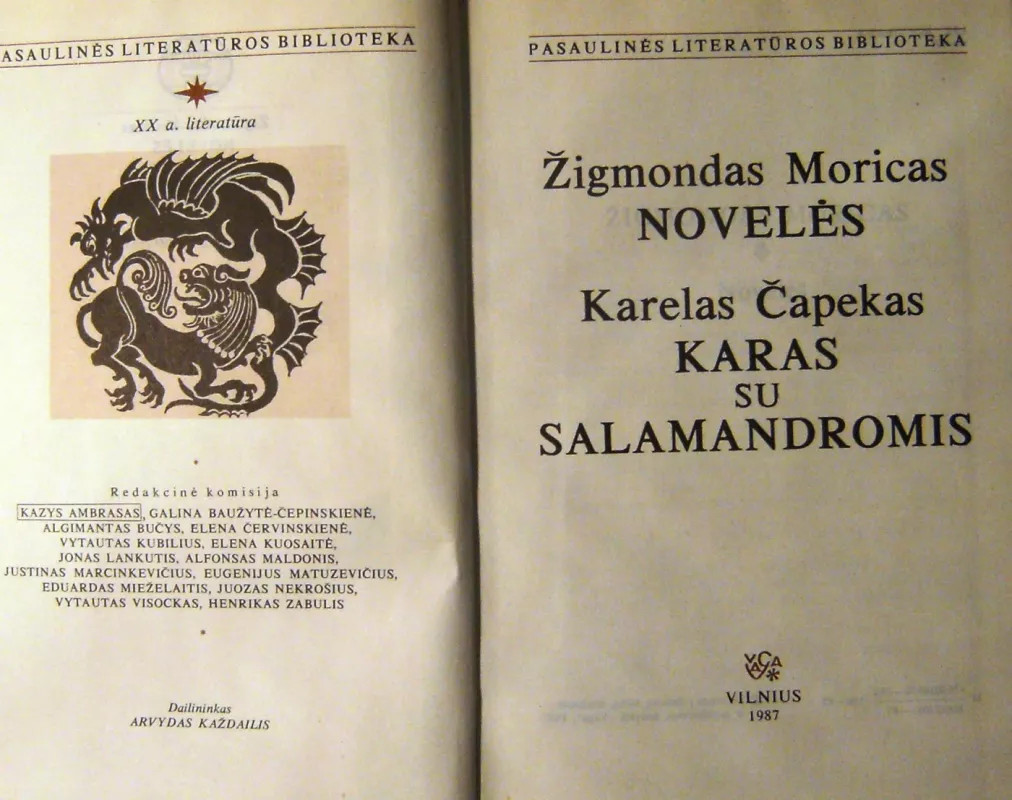 ASAULINĖS LITERATŪROS BIBLIOTEKA
XX a. literatūra
Redakcinė komisija
KAZYS AMBRASAS, GALINA BAUŽYTĖ-ČEPINSKIENĖ,
ALGIMANTAS BUČYS, ELENA ČERVINSKIENĖ,
VYTAUTAS KUBILIUS, ELENA KUOSAITĖ,
JONAS LANKUTIS, ALFONSAS MALDONIS,
JUSTINAS MARCINKEVIČIUS, EUGENIJUS MATUZEVIČIUS,
EDUARDAS MIEŽELAITIS, JUOZAS NEKROŠIUS,
VYTAUTAS VISOCKAS, HENRIKAS ZABULIS
Dailininkas
ARVYDAS KAŽDAILIS
PASAULINĖS LITERATŪROS BIBLIOTEKA
Žigmondas Moricas
NOVELĖS
Karelas Čapekas
KARAS
SU
SALAMANDROMIS
VILNIUS
1987